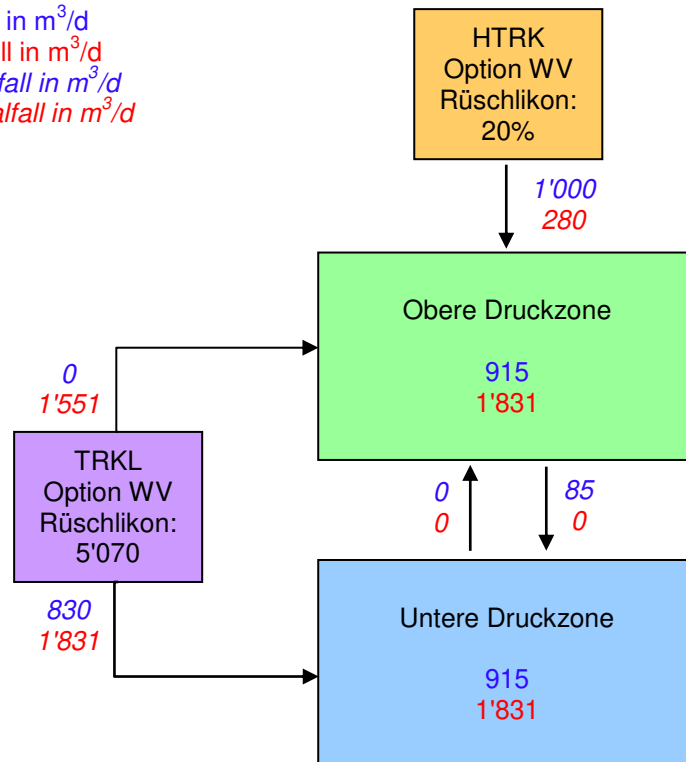 in m³/d
ll in m³/d
fall in m³/d
alfall in m³/d
HTRK
Option WV
Rüschlikon:
20%
1'000
280
Obere Druckzone
915
1'831
0
1'551
TRKL
Option WV
Rüschlikon:
5'070
0
0
85
0
830
1'831
Untere Druckzone
915
1'831